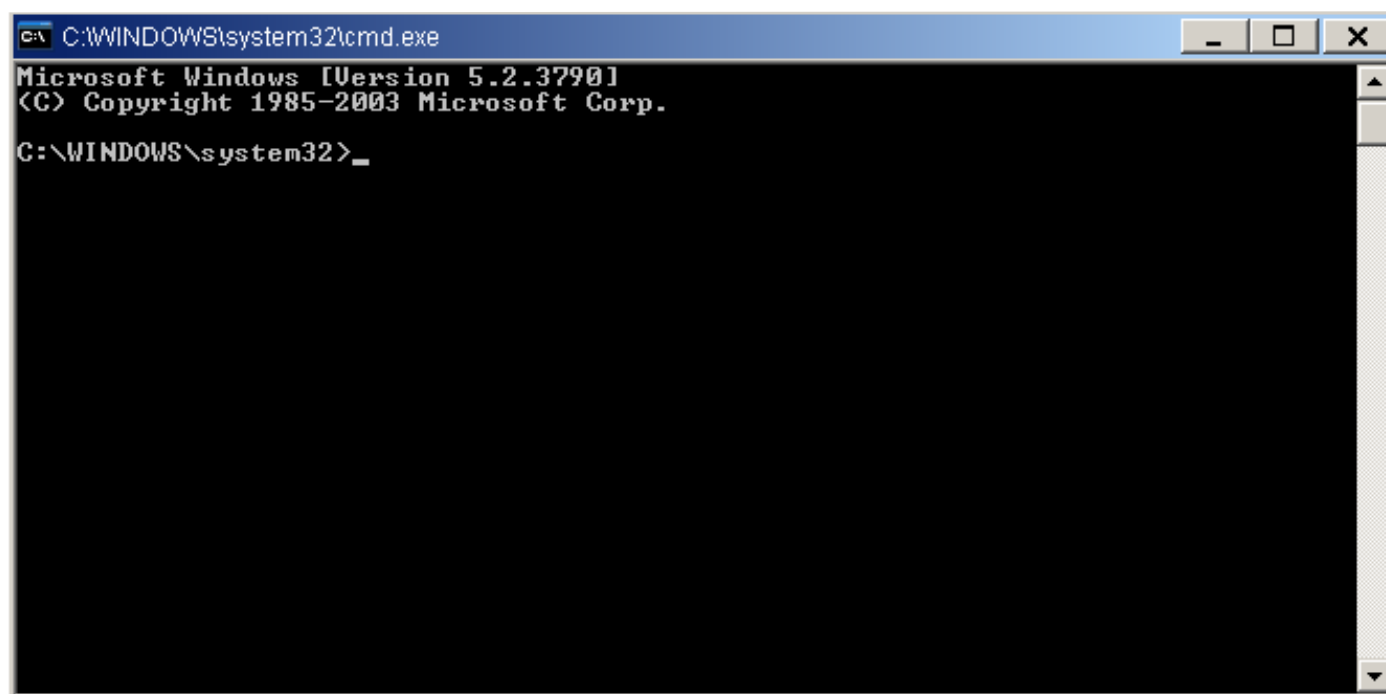 C:\WINDOWS\system32\cmd.exe
Microsoft Windows [Version 5.2.3790]
(C) Copyright 1985-2003 Microsoft Corp.
C:\WINDOWS\system32>_